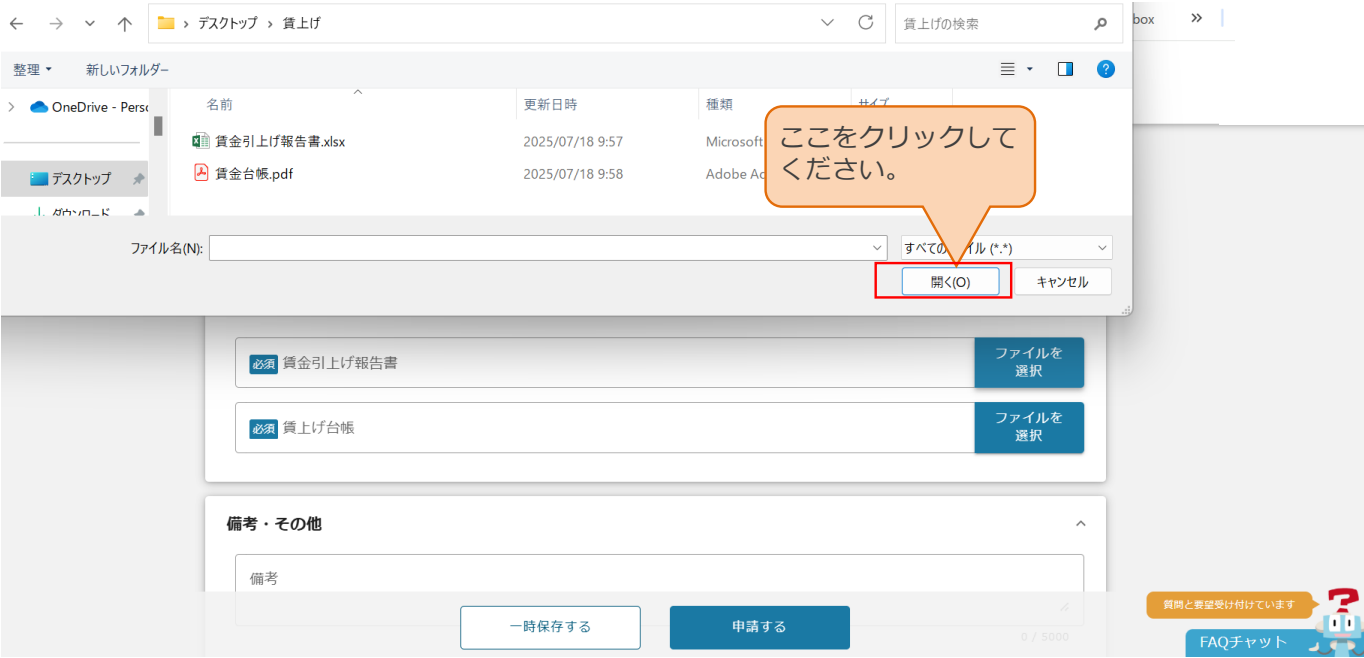 デスクトップ › 賃上げ
賃上げの検索
box
整理
新しいフォルダー
OneDrive - Perso
名前
更新日時
種類
サイズ
賃金引上げ報告書.xlsx
2025/07/18 9:57
Microsoft
賃金台帳.pdf
2025/07/18 9:58
Adobe Ac
ここをクリックして
ください。
デスクトップ
ダウンロード
ファイル名(N):
すべての
イル (*.*)
開く(O)
キャンセル
必須 賃金引上げ報告書
ファイルを
選択
必須 賃上げ台帳
ファイルを
選択
備考・その他
備考
0 / 5000
一時保存する
申請する
質問と要望受け付けています
FAQチャット